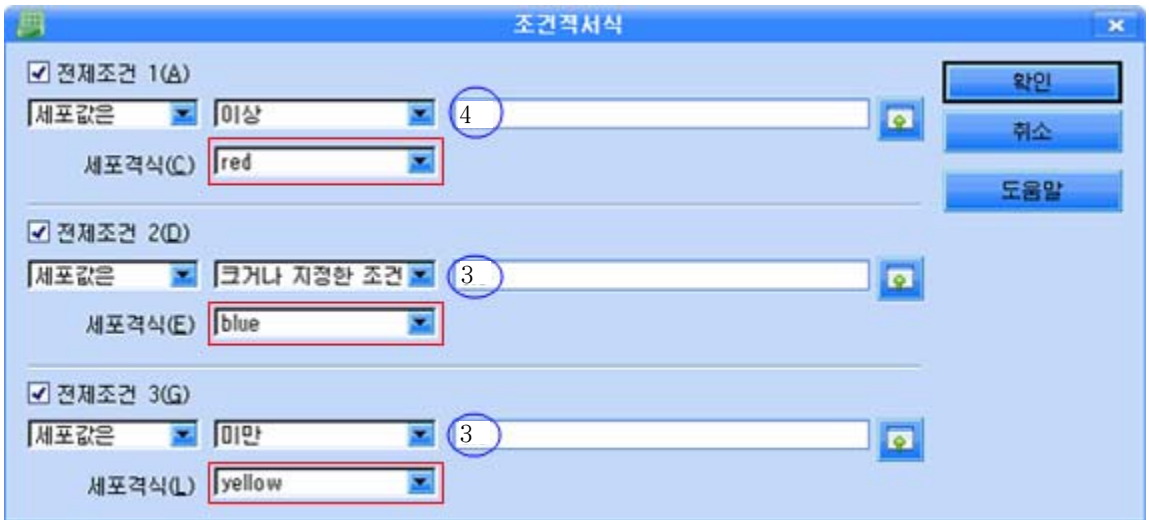 조건적서식
전제조건 1(A)
확인
세포값은 이상 4
취소
세포격식(C) red
도움말
전제조건 2(D)
세포값은 크거나 지정한 조건 3
세포격식(E) blue
전제조건 3(G)
세포값은 미만 3
세포격식(L) yellow